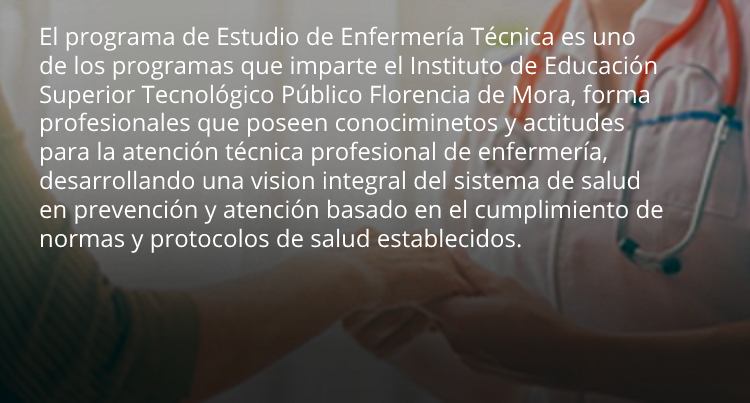 El programa de Estudio de Enfermería Técnica es uno
de los programas que imparte el Instituto de Educación
Superior Tecnológico Público Florencia de Mora, forma
profesionales que poseen conociminetos y actitudes
para la atención técnica profesional de enfermería,
desarrollando una vision integral del sistema de salud
en prevención y atención basado en el cumplimiento de
normas y protocolos de salud establecidos.